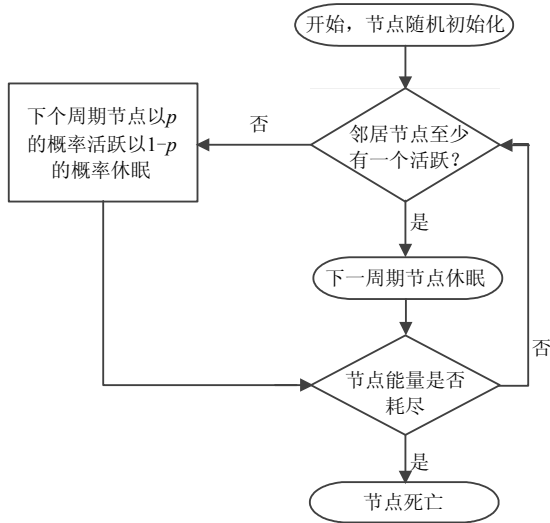 开始，节点随机初始化
下个周期节点以p
的概率活跃以1-p
的概率休眠
否
邻居节点至少
有一个活跃？
是
下一周期节点休眠
否
节点能量是否
耗尽
是
节点死亡